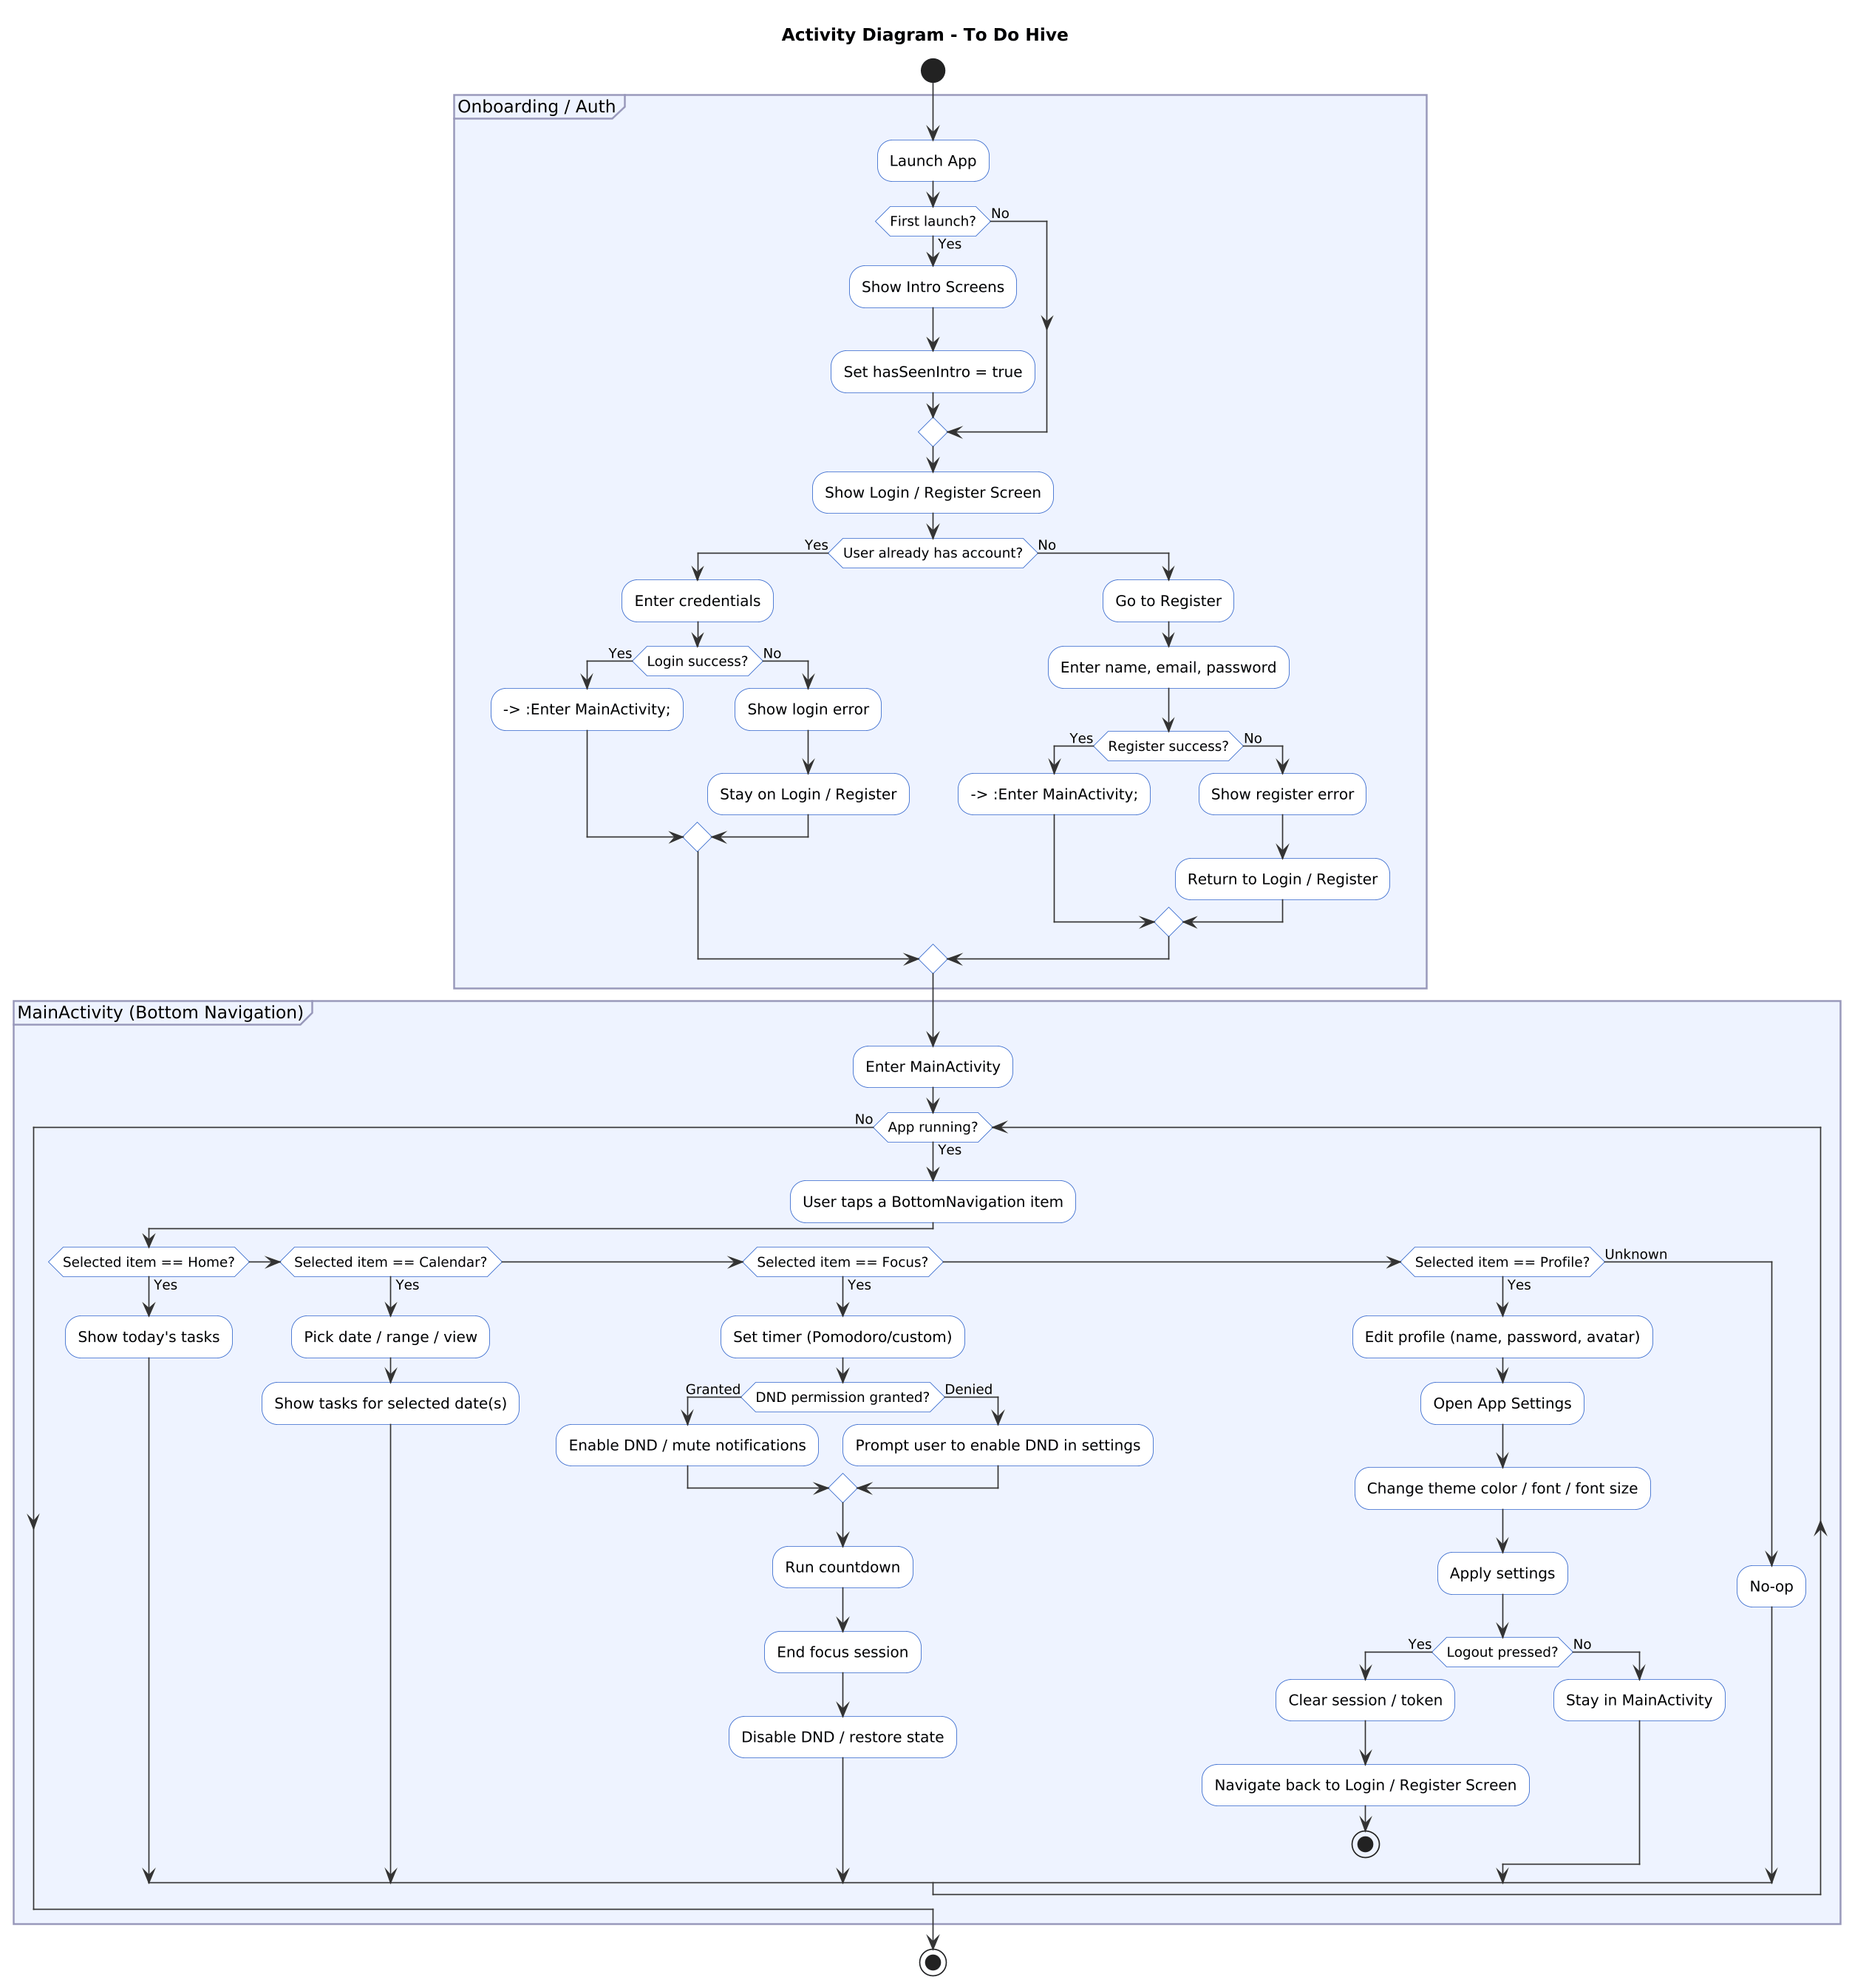 Activity Diagram - To Do Hive
Onboarding / Auth
Launch App
First launch?
No
Yes
Show Intro Screens
Set hasSeenIntro = true
Show Login / Register Screen
Yes
User already has account?
No
Enter credentials
Go to Register
Yes
Login success?
No
Enter name, email, password
-> :Enter MainActivity;
Show login error
Yes
Register success?
No
Stay on Login / Register
-> :Enter MainActivity;
Show register error
Return to Login / Register
MainActivity (Bottom Navigation)
Enter MainActivity
No
App running?
Yes
User taps a BottomNavigation item
Selected item == Home?
Selected item == Calendar?
Selected item == Focus?
Selected item == Profile?
Unknown
Yes
Yes
Yes
Yes
Show today's tasks
Pick date / range / view
Set timer (Pomodoro/custom)
Edit profile (name, password, avatar)
Show tasks for selected date(s)
Granted
DND permission granted?
Denied
Open App Settings
Enable DND / mute notifications
Prompt user to enable DND in settings
Change theme color / font / font size
Run countdown
Apply settings
No-op
End focus session
Yes
Logout pressed?
No
Clear session / token
Stay in MainActivity
Disable DND / restore state
Navigate back to Login / Register Screen